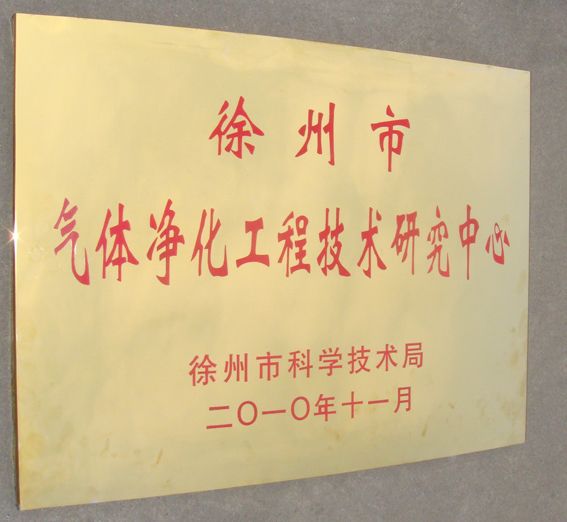 徐州市
气体净化工程技术研究中心
徐州市科学技术局
二〇一〇年十一月